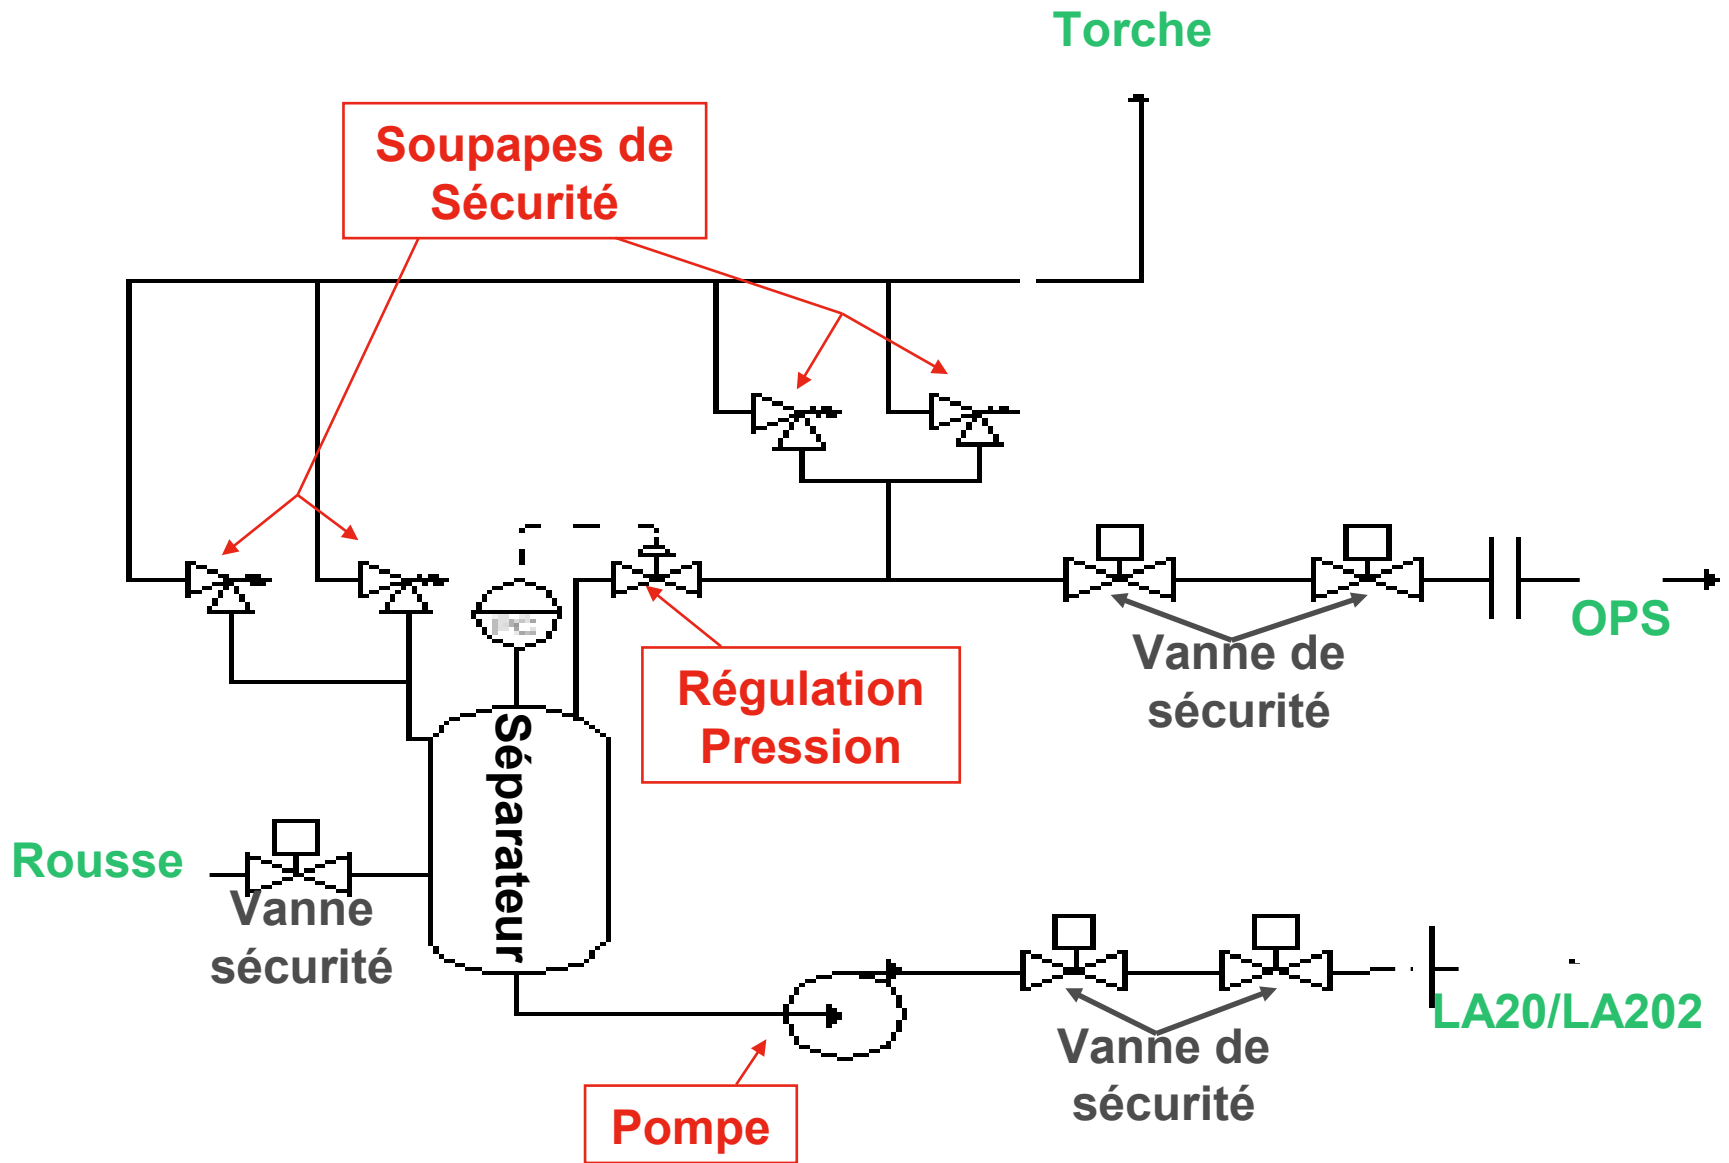 Torche
Soupapes de
Sécurité
PC
OPS
Vanne de
sécurité
Régulation
Pression
Séparateur
Rousse
Vanne
sécurité
LA20/LA202
Vanne de
sécurité
Pompe